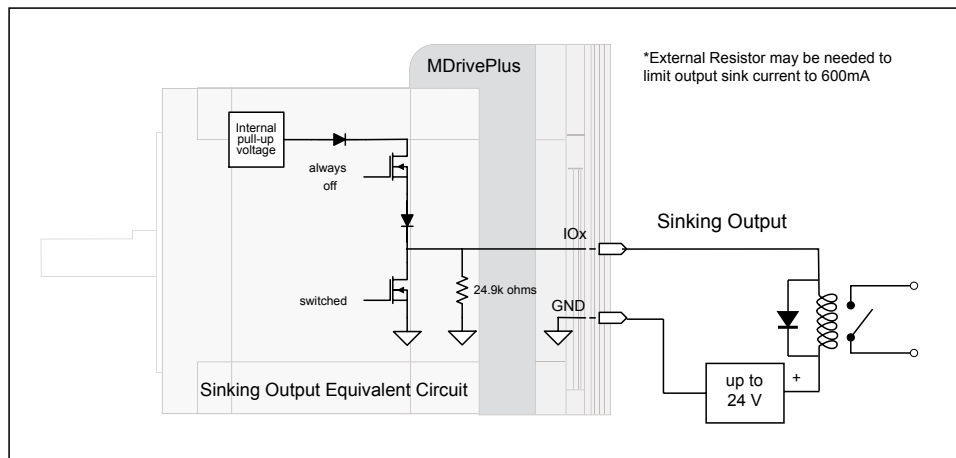 MDrivePlus
*External Resistor may be needed to
limit output sink current to 600mA
Internal
pull-up
voltage
always
off
Sinking Output
IOx
24.9k ohms
switched
GND
+
up to
24 V
Sinking Output Equivalent Circuit